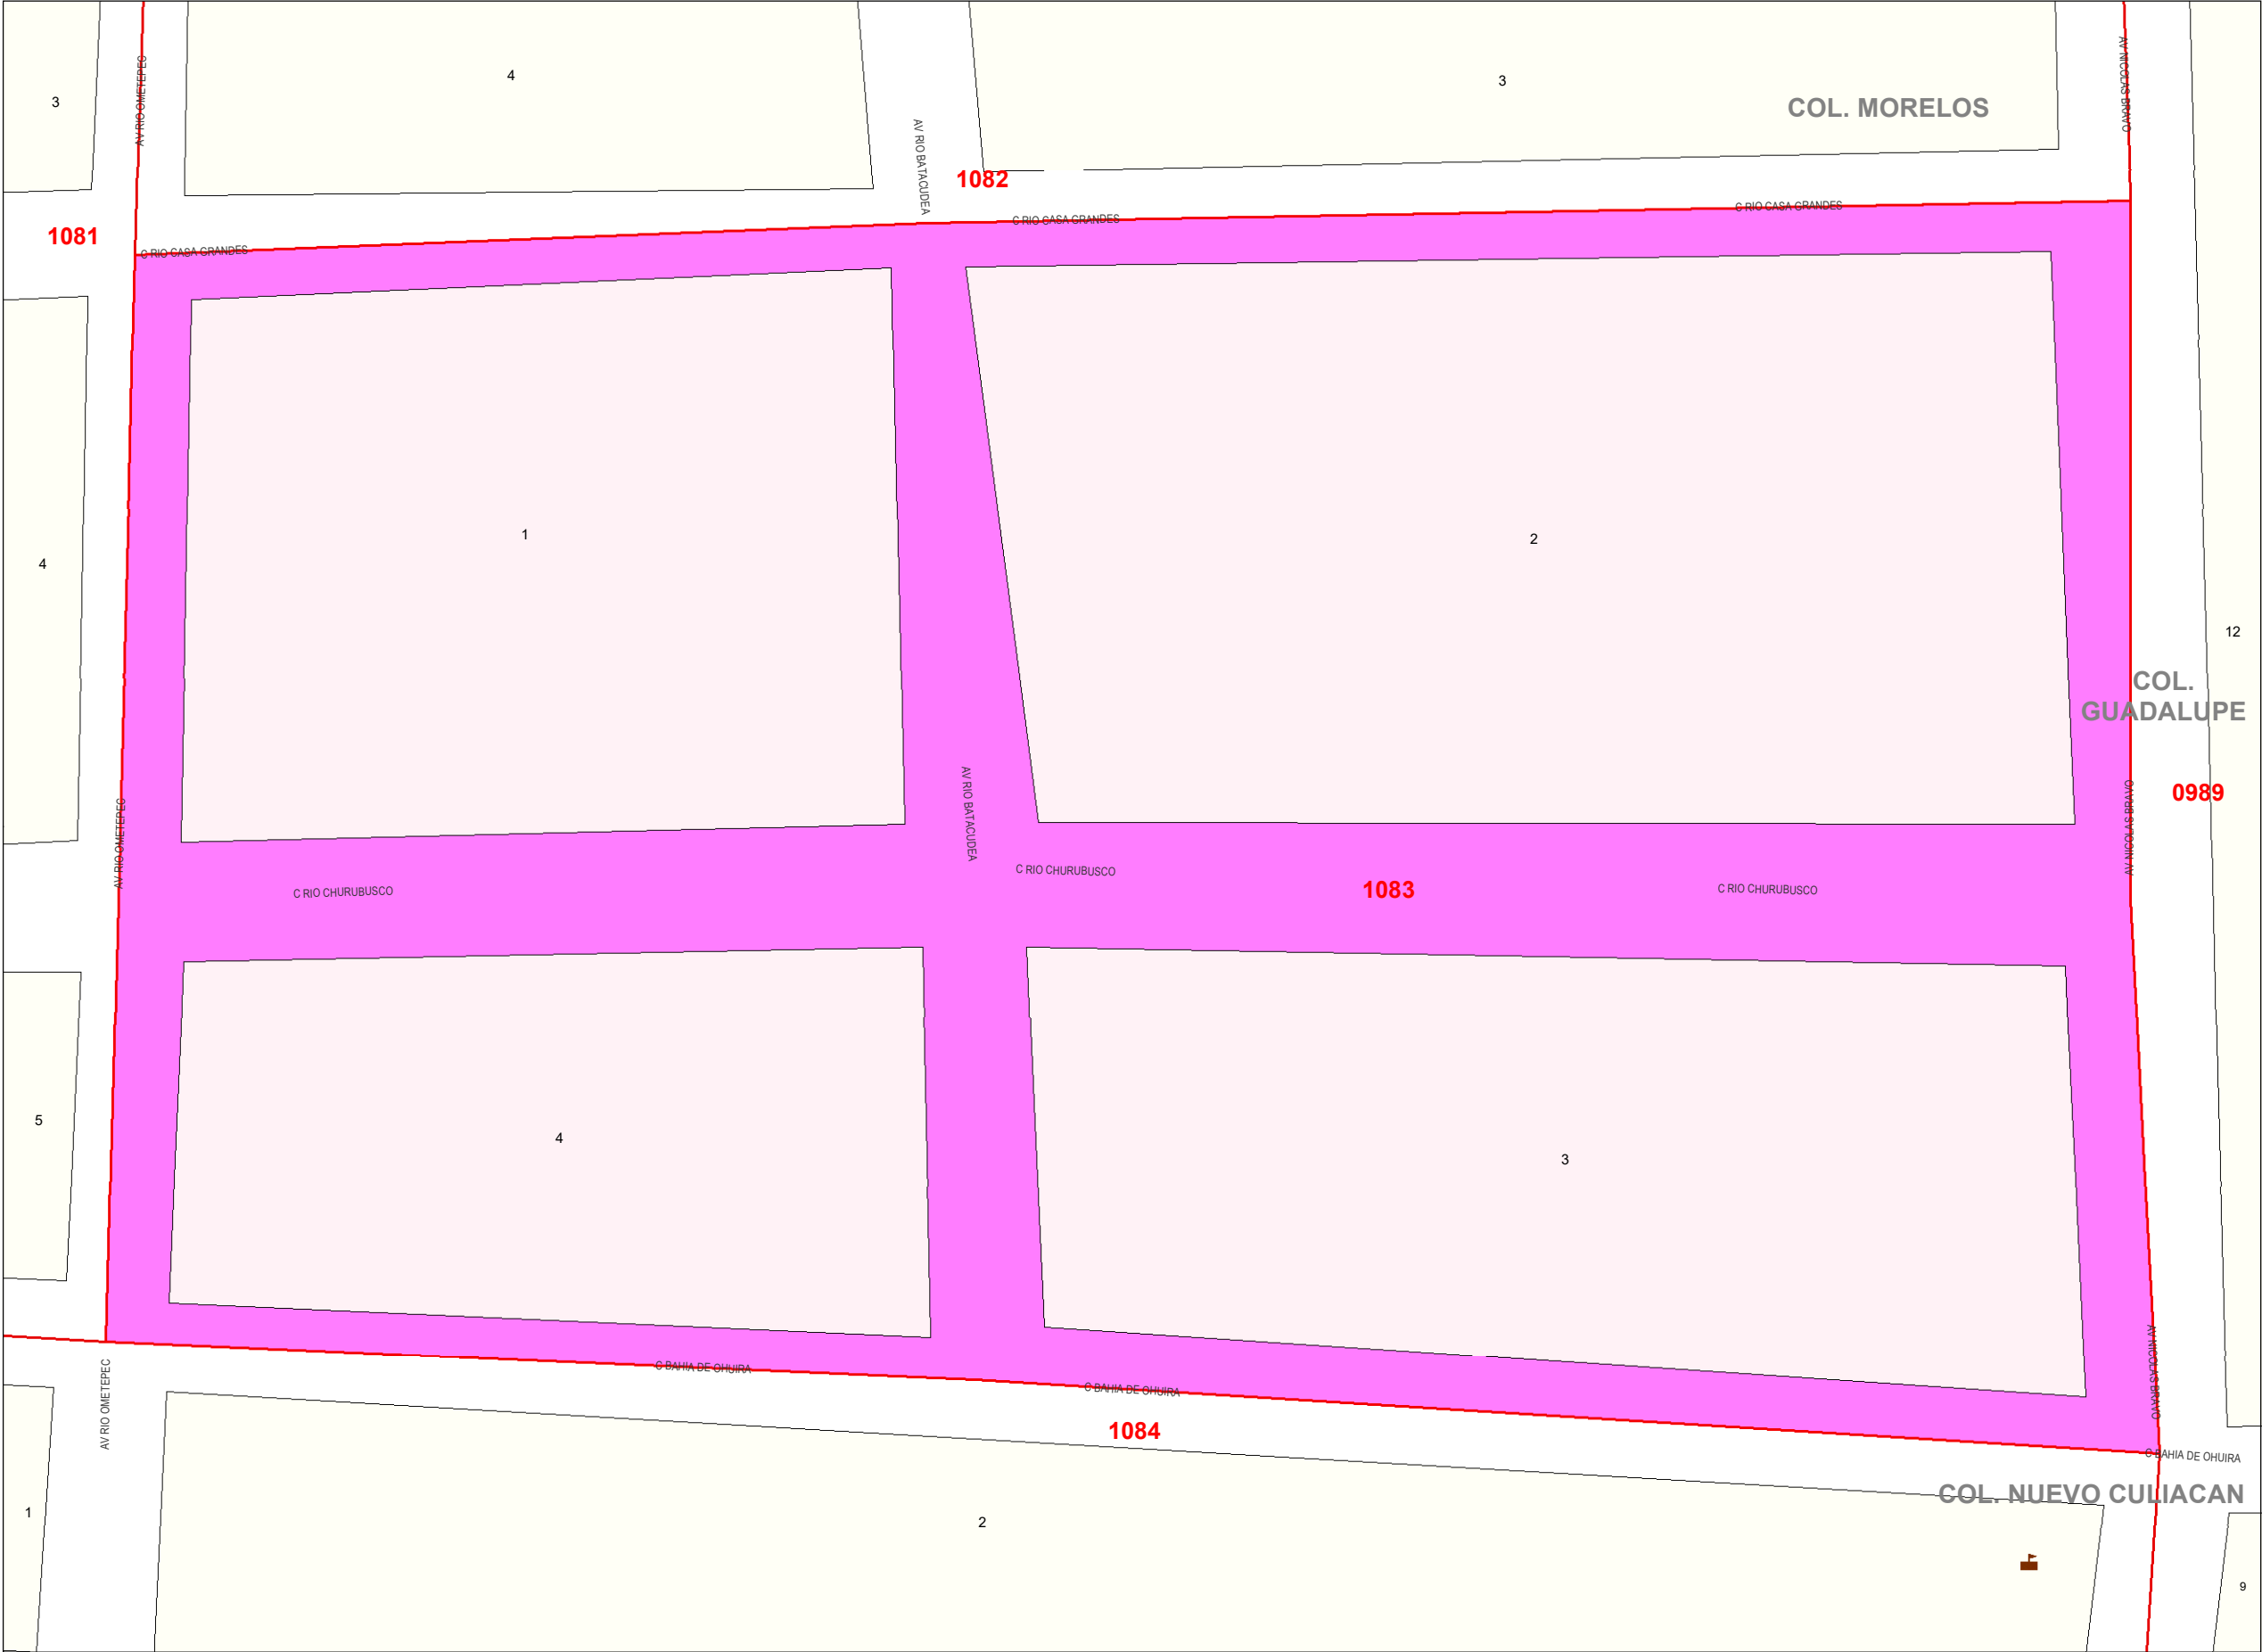 AV RIO OMETEPEC
4
3
3
COL. MORELOS
AV NICOLAS BRAVO
AV RIO BATACUDEA
1082
1081
C RIO CASA GRANDES
C RIO CASA GRANDES
C RIO CASA GRANDES
1
2
4
12
COL.
GUADALUPE
0989
AV RIO OMETEPEC
AV RIO BATACUDEA
AV NICOLAS BRAVO
C RIO CHURUBUSCO
C RIO CHURUBUSCO
1083
C RIO CHURUBUSCO
5
4
3
AV RIO OMETEPEC
C BAHIA DE OHUIRA
C BAHIA DE OHUIRA
AV NICOLAS BRAVO
1084
C BAHIA DE OHUIRA
COL. NUEVO CULIACAN
1
2
9